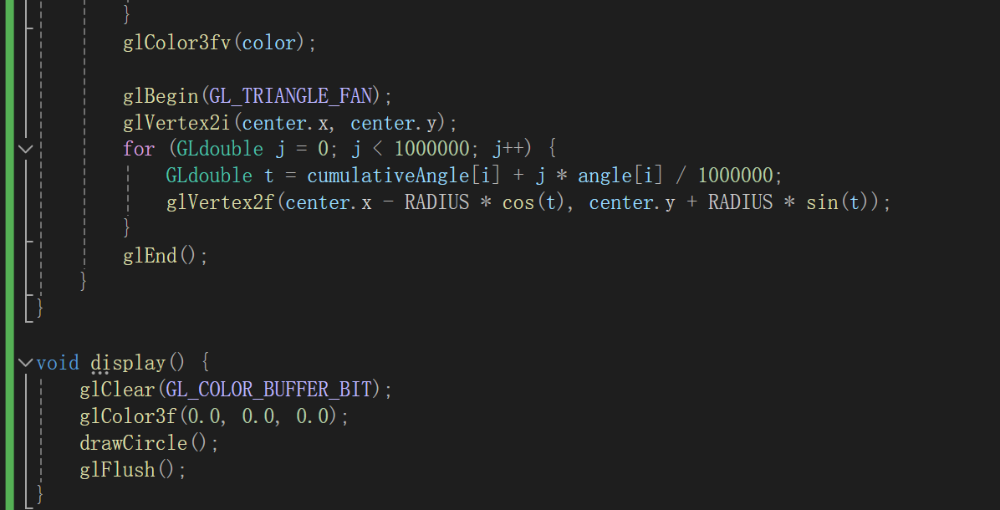 }
glColor3fv(color);
glBegin(GL_TRIANGLE_FAN);
glVertex2i(center.x, center.y);
for (GLdouble j = 0; j < 1000000; j++) {
GLdouble t = cumulativeAngle[i] + j * angle[i] / 1000000;
glVertex2f(center.x - RADIUS * cos(t), center.y + RADIUS * sin(t));
}
glEnd();
}
}
void display() {
glClear(GL_COLOR_BUFFER_BIT);
glColor3f(0.0, 0.0, 0.0);
drawCircle();
glFlush();
}